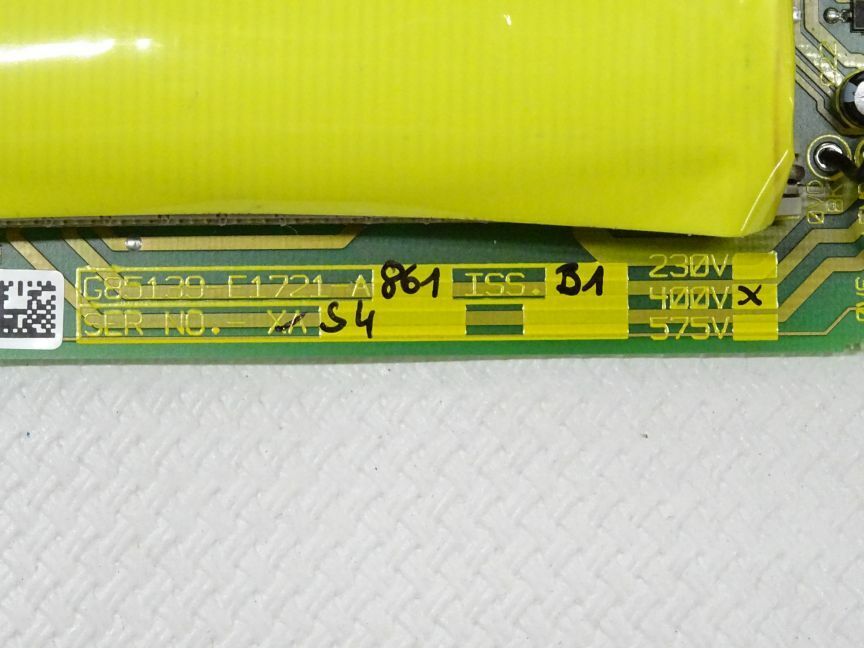 G85139-E1721-A 861 ISS. B1
SER NO.- XA S4
230V
400V X
575V